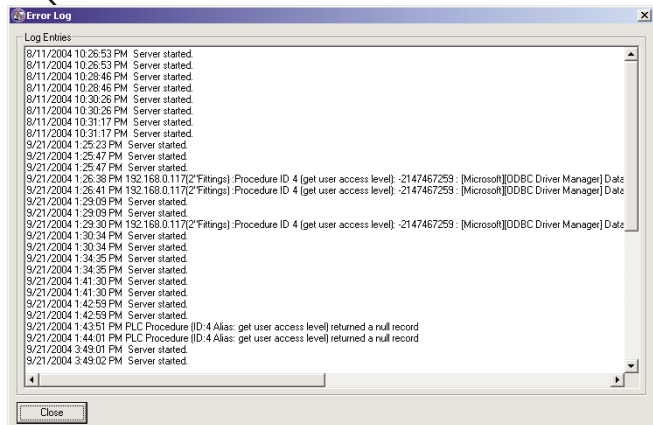 Error Log
Log Entries
8/11/2004 10:26:53 PM  Server started.
8/11/2004 10:26:53 PM  Server started.
8/11/2004 10:28:46 PM  Server started.
8/11/2004 10:28:46 PM  Server started.
8/11/2004 10:30:26 PM  Server started.
8/11/2004 10:30:26 PM  Server started.
8/11/2004 10:31:17 PM  Server started.
8/11/2004 10:31:17 PM  Server started.
9/21/2004 1:25:23 PM  Server started.
9/21/2004 1:25:47 PM  Server started.
9/21/2004 1:25:47 PM  Server started.
9/21/2004 1:26:38 PM 192.168.0.117(2"Fittings) :Procedure ID 4 (get user access level): -2147467259 : [Microsoft][ODBC Driver Manager] Data
9/21/2004 1:26:41 PM 192.168.0.117(2"Fittings) :Procedure ID 4 (get user access level): -2147467259 : [Microsoft][ODBC Driver Manager] Data
9/21/2004 1:29:09 PM  Server started.
9/21/2004 1:29:09 PM  Server started.
9/21/2004 1:29:30 PM 192.168.0.117(2"Fittings) :Procedure ID 4 (get user access level): -2147467259 : [Microsoft][ODBC Driver Manager] Data
9/21/2004 1:30:34 PM  Server started.
9/21/2004 1:30:34 PM  Server started.
9/21/2004 1:34:35 PM  Server started.
9/21/2004 1:34:35 PM  Server started.
9/21/2004 1:41:30 PM  Server started.
9/21/2004 1:41:30 PM  Server started.
9/21/2004 1:42:59 PM  Server started.
9/21/2004 1:42:59 PM  Server started.
9/21/2004 1:43:51 PM PLC Procedure (ID:4 Alias: get user access level) returned a null record
9/21/2004 1:44:01 PM PLC Procedure (ID:4 Alias: get user access level) returned a null record
9/21/2004 3:49:01 PM  Server started.
9/21/2004 3:49:02 PM  Server started.
Close